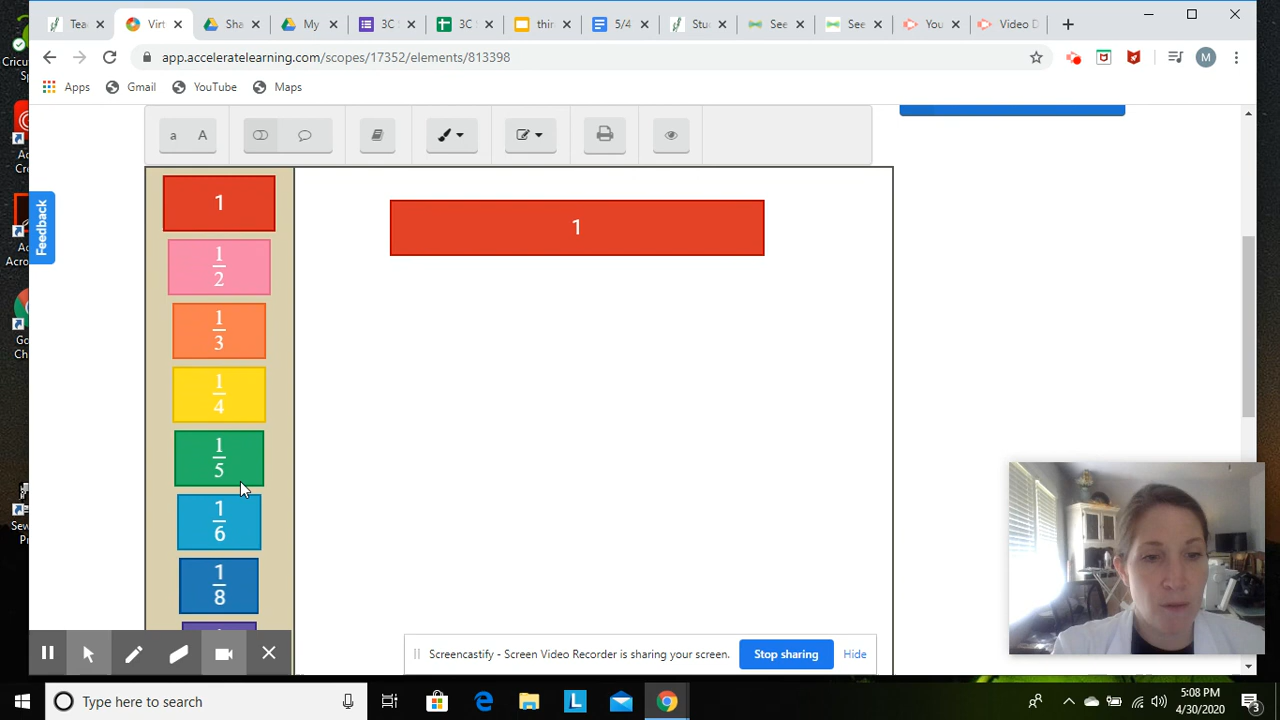 Tea
Virt
Sha
My
3C
3C
thin
5/4
Stu
See
See
You
Video D
app.acceleratelearning.com/scopes/17352/elements/813398
M
Apps
Gmail
YouTube
Maps
a A
Feedback
1
1
1
2
1
3
1
4
1
5
1
6
1
8
Screencastify - Screen Video Recorder is sharing your screen.
Stop sharing
Hide
Type here to search
L
5:08 PM
4/30/2020
3